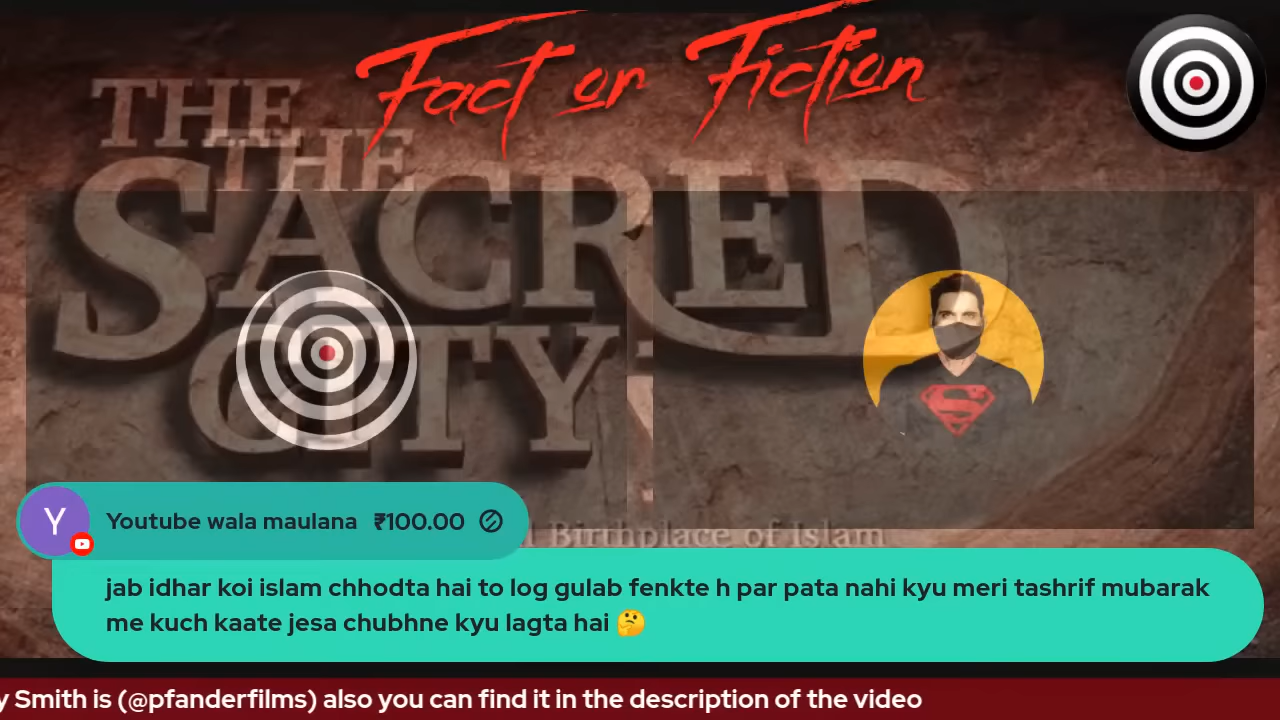 Fact or Fiction
THE
THE
SACRED
CITY
l Birthplace of Islam
Y
Youtube wala maulana ₹100.00
jab idhar koi islam chhodta hai to log gulab fenkte h par pata nahi kyu meri tashrif mubarak
me kuch kaate jesa chubhne kyu lagta hai 🤔
y Smith is (@pfanderfilms) also you can find it in the description of the video